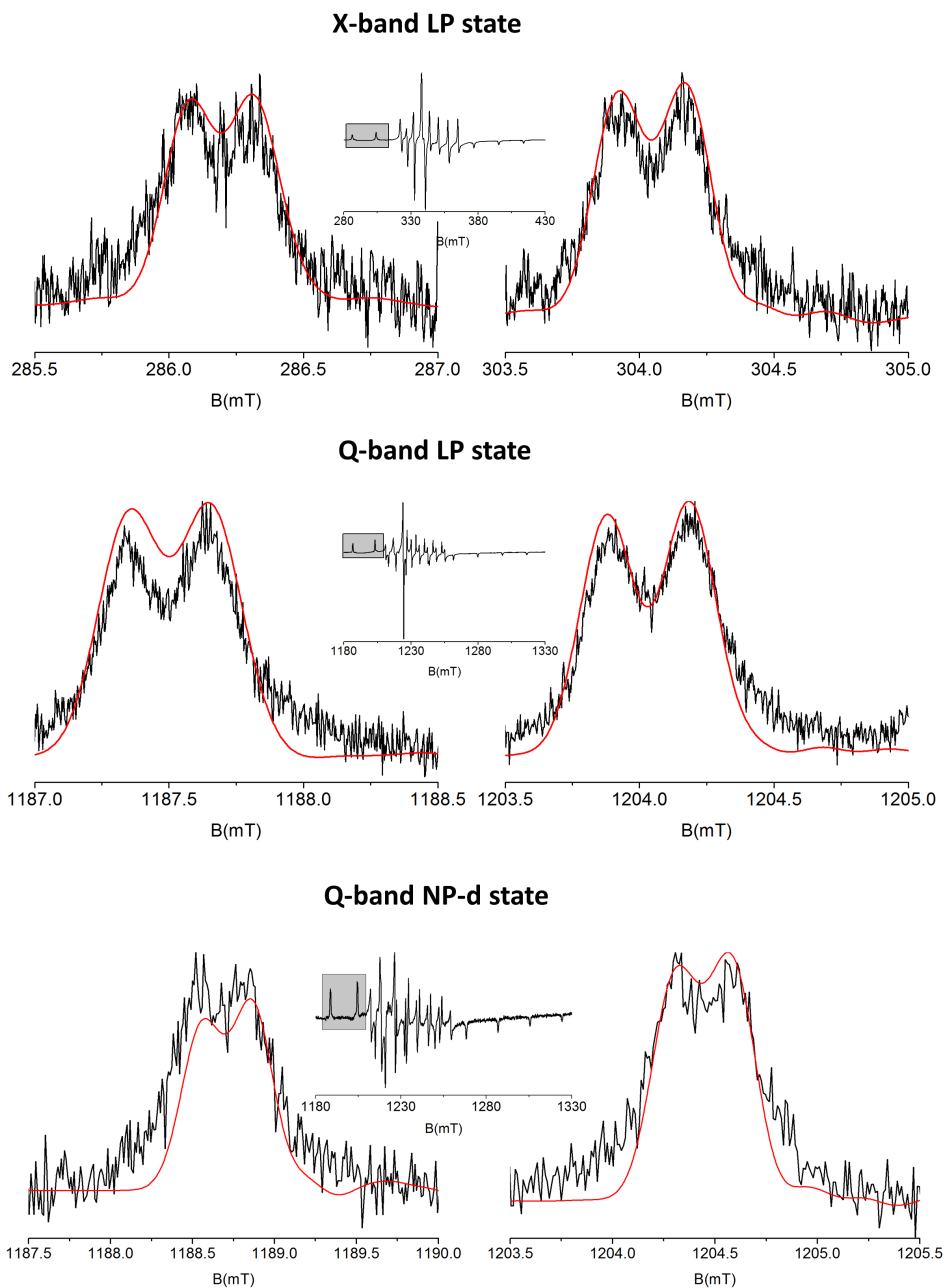 X-band LP state
280 330 380 430
B(mT)
285.5 286.0 286.5 287.0
B(mT)
303.5 304.0 304.5 305.0
B(mT)
Q-band LP state
1180 1230 1280 1330
B(mT)
1187.0 1187.5 1188.0 1188.5
B(mT)
1203.5 1204.0 1204.5 1205.0
B(mT)
Q-band NP-d state
1180 1230 1280 1330
B(mT)
1187.5 1188.0 1188.5 1189.0 1189.5 1190.0
B(mT)
1203.5 1204.0 1204.5 1205.0 1205.5
B(mT)